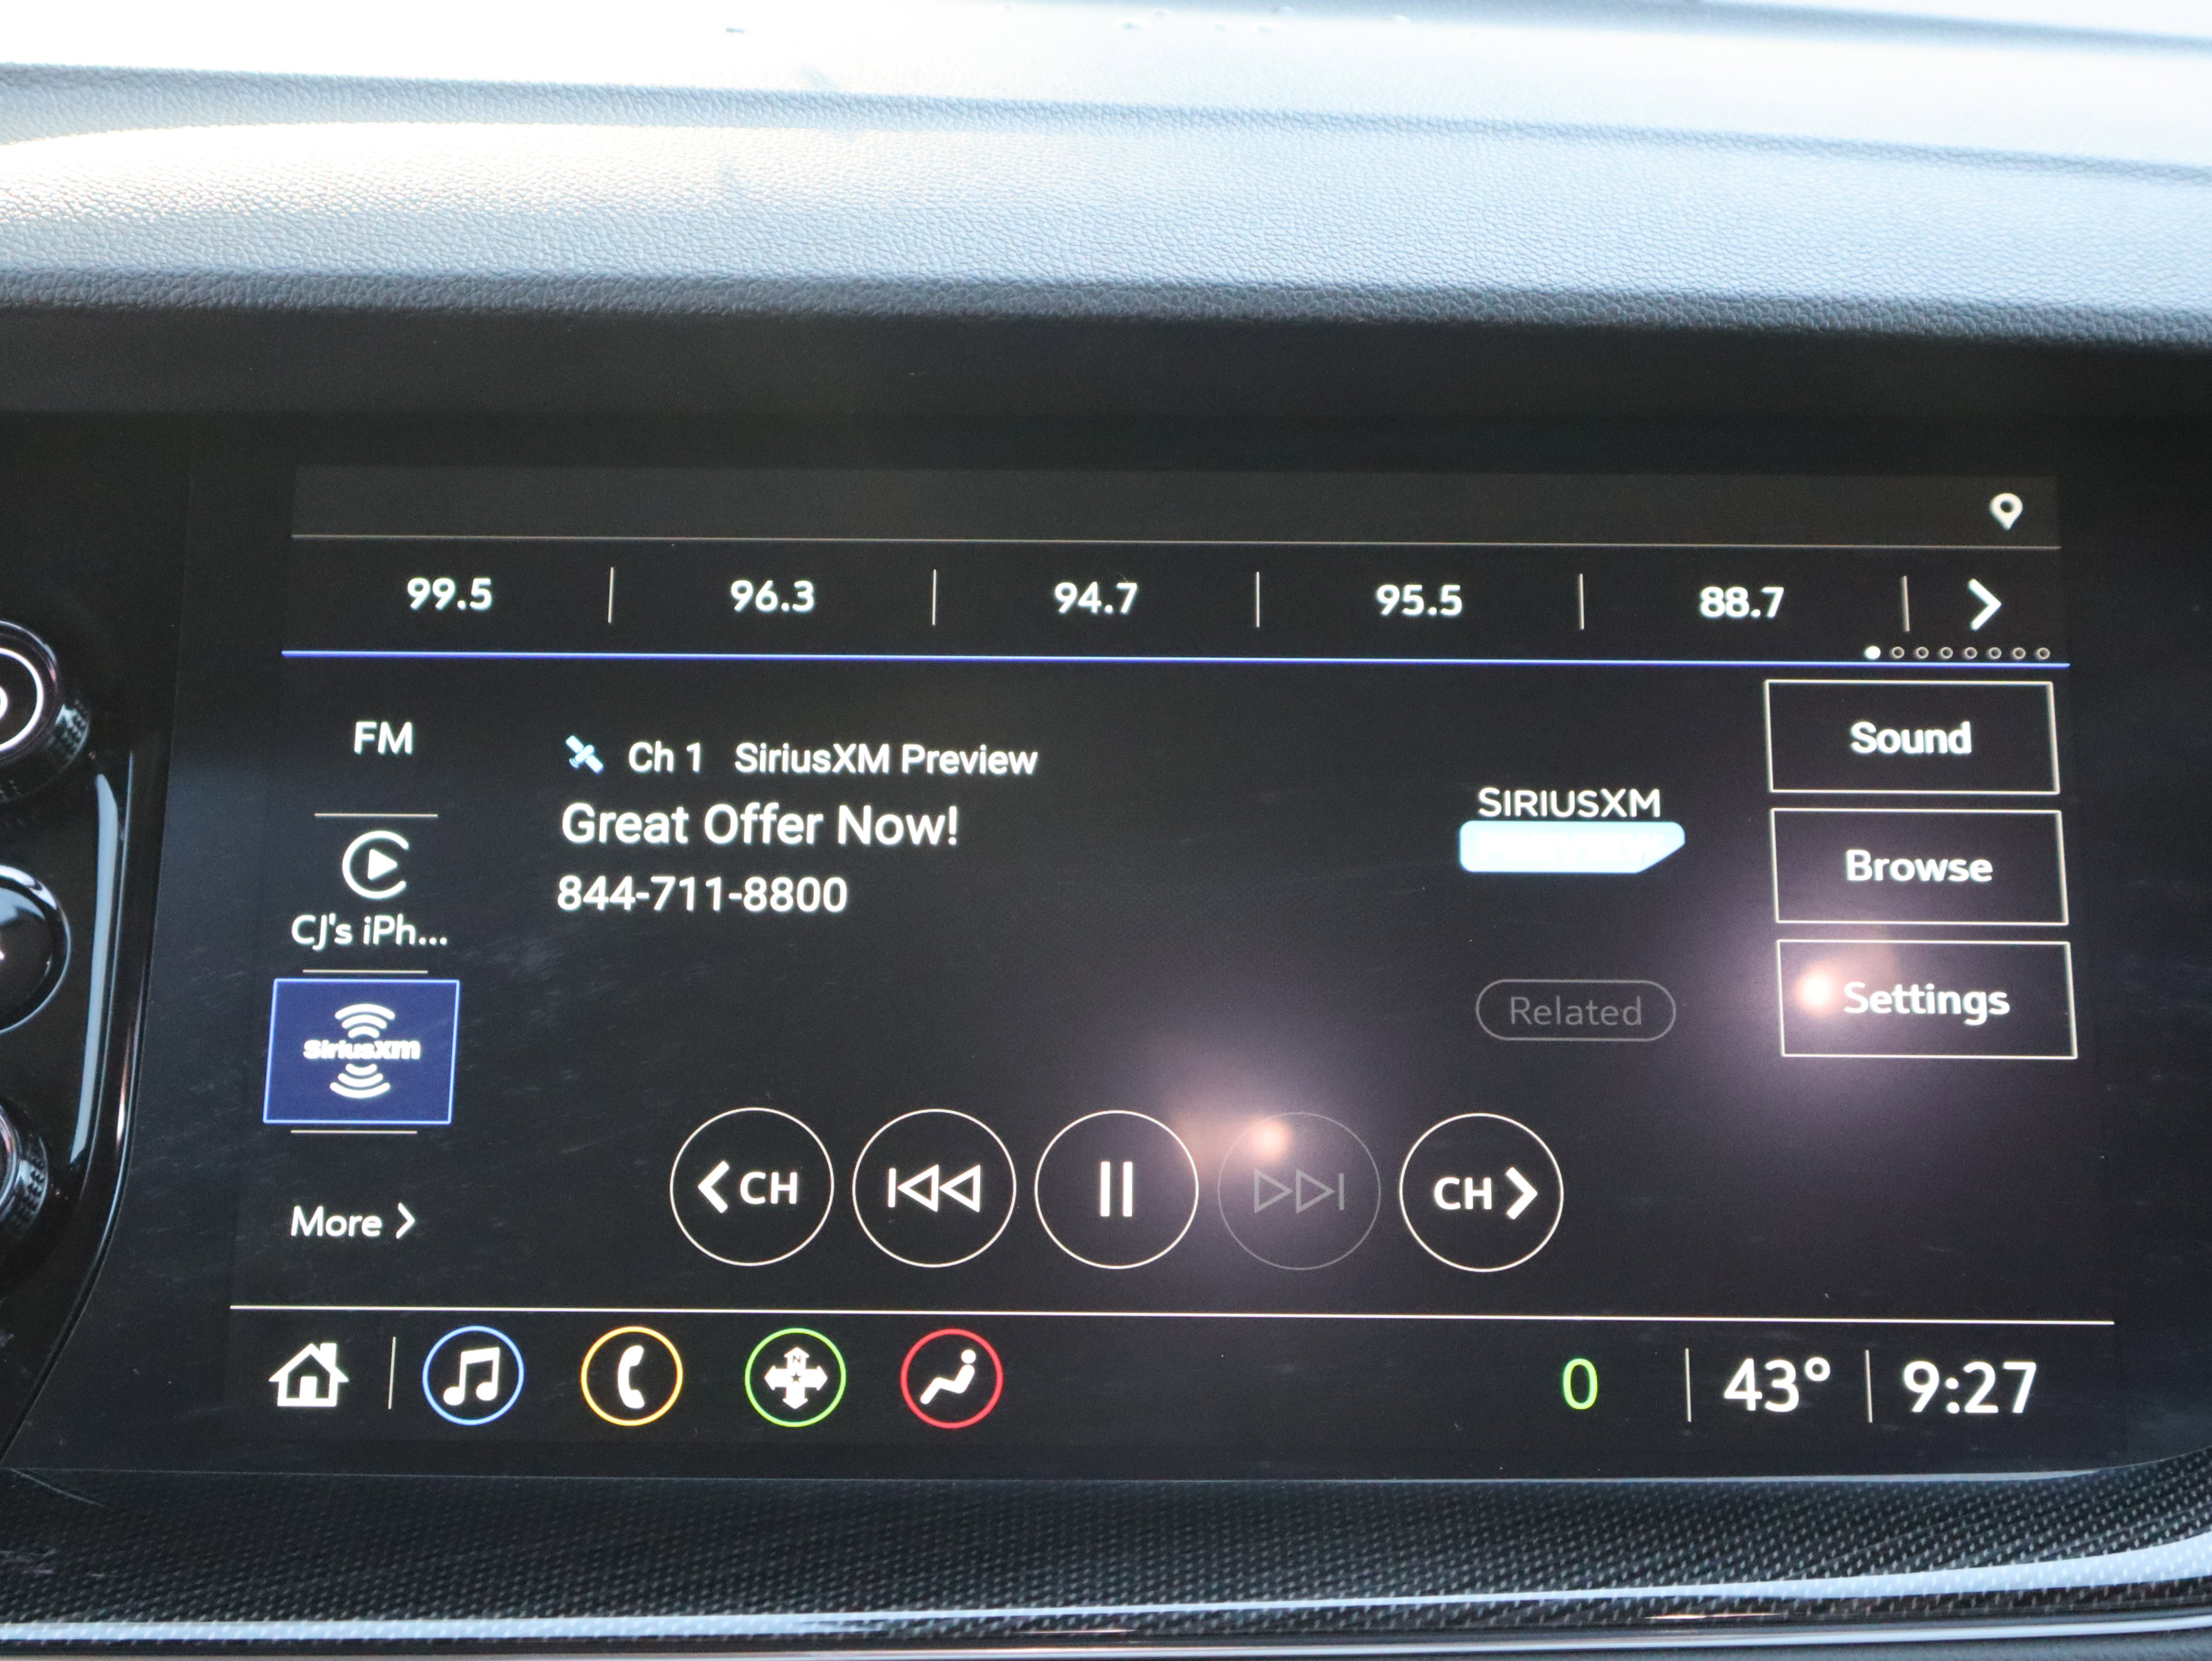 99.5 96.3 94.7 95.5 88.7
FM
Ch 1 SiriusXM Preview
Great Offer Now!
844-711-8800
SIRIUSXM
Sound
Browse
Settings
CJ's iPh...
SiriusXM
Related
More
CH
CH
N
0 43° 9:27